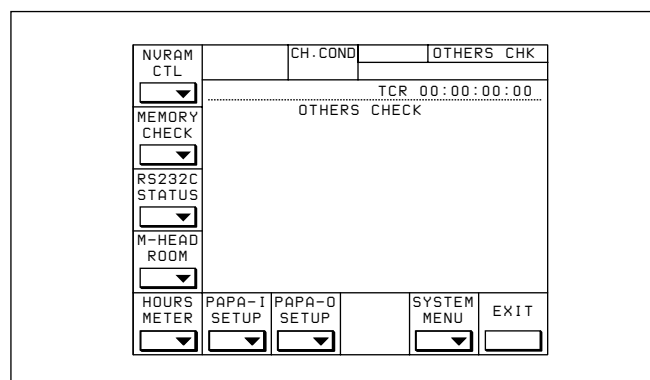 NVRAM
CTL
CH.COND
OTHERS CHK
TCR 00:00:00:00
OTHERS CHECK
MEMORY
CHECK
RS232C
STATUS
M-HEAD
ROOM
HOURS
METER
PAPA-I
SETUP
PAPA-O
SETUP
SYSTEM
MENU
EXIT